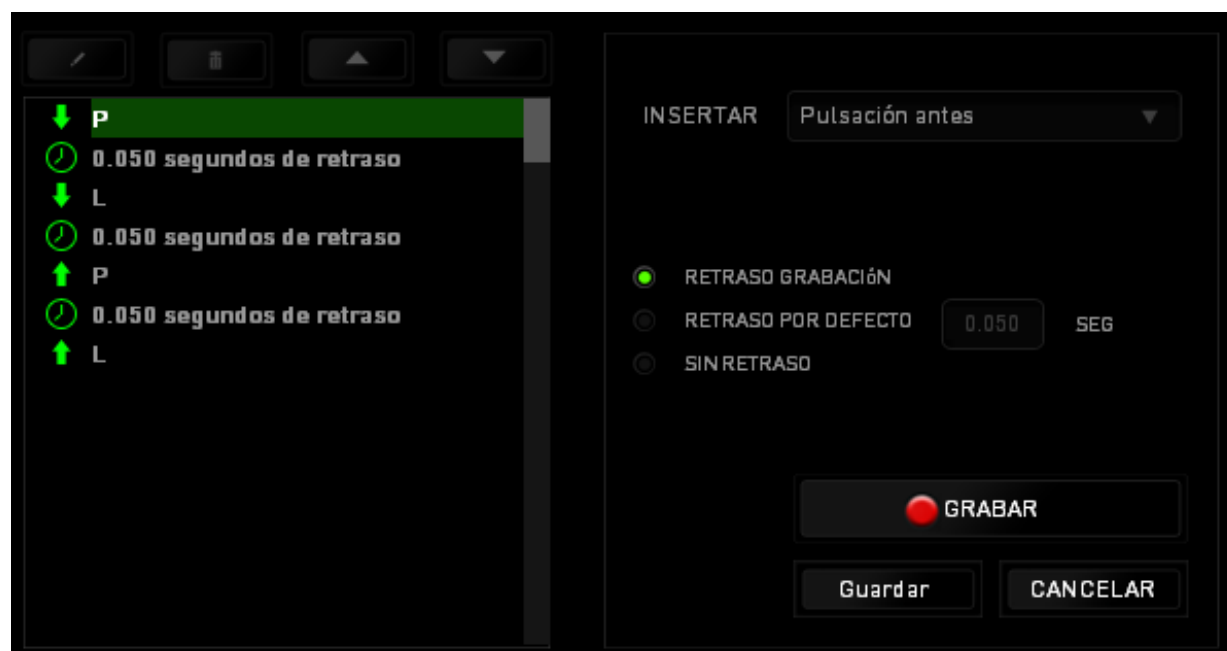 P
0.050 segundos de retraso
L
0.050 segundos de retraso
P
0.050 segundos de retraso
L
INSERTAR Pulsación antes
RETRASO GRABACIóN
RETRASO POR DEFECTO 0.050 SEG
SIN RETRASO
GRABAR
Guardar CANCELAR